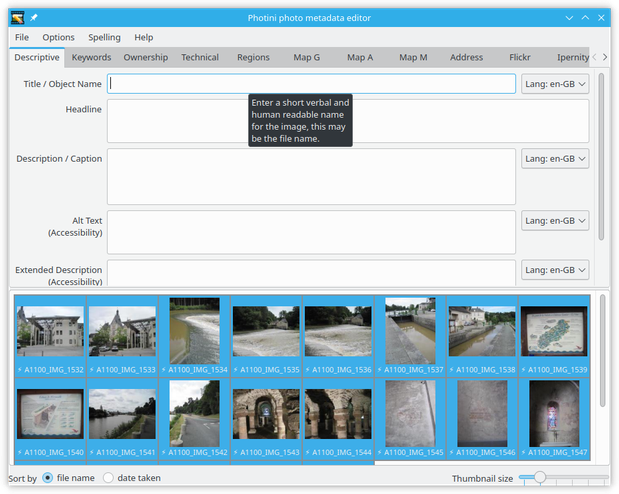 Photini photo metadata editor
File Options Spelling Help
Descriptive Keywords Ownership Technical Regions Map G Map A Map M Address Flickr Ipernity
Title / Object Name Lang: en-GB
Enter a short verbal and
human readable name
for the image, this may
be the file name.
Headline
Description / Caption Lang: en-GB
Alt Text
(Accessibility) Lang: en-GB
Extended Description
(Accessibility) Lang: en-GB
A1100_IMG_1532 A1100_IMG_1533 A1100_IMG_1534 A1100_IMG_1535 A1100_IMG_1536 A1100_IMG_1537 A1100_IMG_1538 A1100_IMG_1539
A1100_IMG_1540 A1100_IMG_1541 A1100_IMG_1542 A1100_IMG_1543 A1100_IMG_1544 A1100_IMG_1545 A1100_IMG_1546 A1100_IMG_1547
Sort by file name date taken Thumbnail size